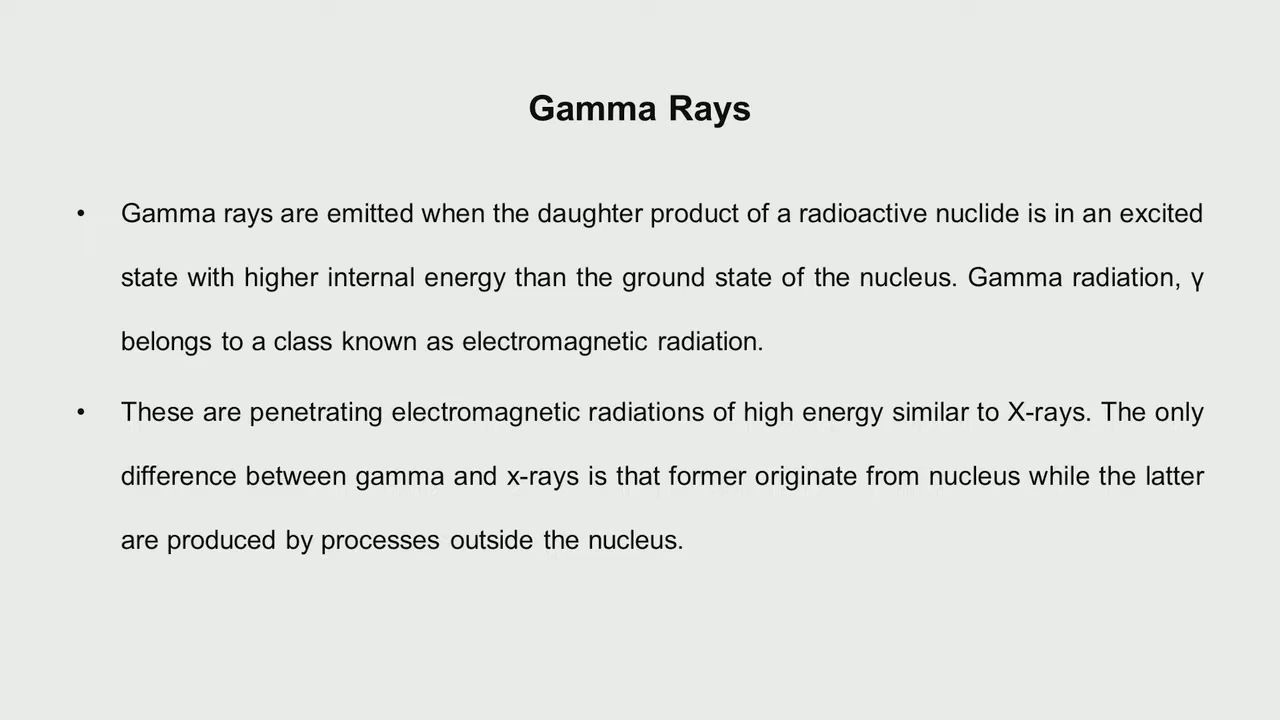 Gamma Rays
• Gamma rays are emitted when the daughter product of a radioactive nuclide is in an excited
state with higher internal energy than the ground state of the nucleus. Gamma radiation, γ
belongs to a class known as electromagnetic radiation.
• These are penetrating electromagnetic radiations of high energy similar to X-rays. The only
difference between gamma and x-rays is that former originate from nucleus while the latter
are produced by processes outside the nucleus.